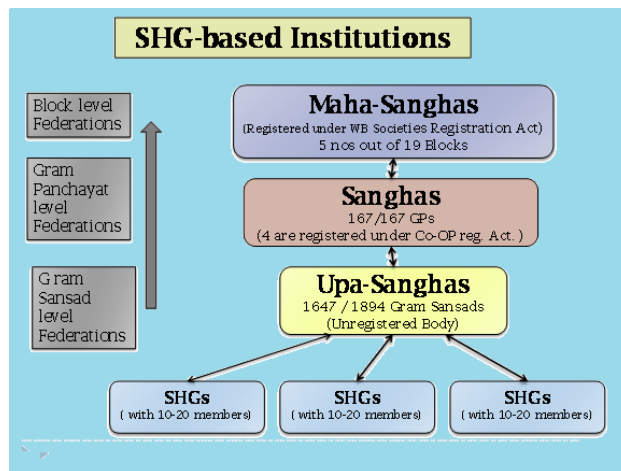 SHG-based Institutions
Block level
Federations
Maha-Sanghas
(Registered under WB Societies Registration Act)
5 nos out of 19 Blocks
Gram
Panchayat
level
Federations
Sanghas
167/167 GPs
(4 are registered under Co-OP reg. Act. )
Gram
Sansad
level
Federations
Upa-Sanghas
1647 / 1894 Gram Sansads
(Unregistered Body)
SHGs
( with 10-20 members)
SHGs
( with 10-20 members)
SHGs
( with 10-20 members)